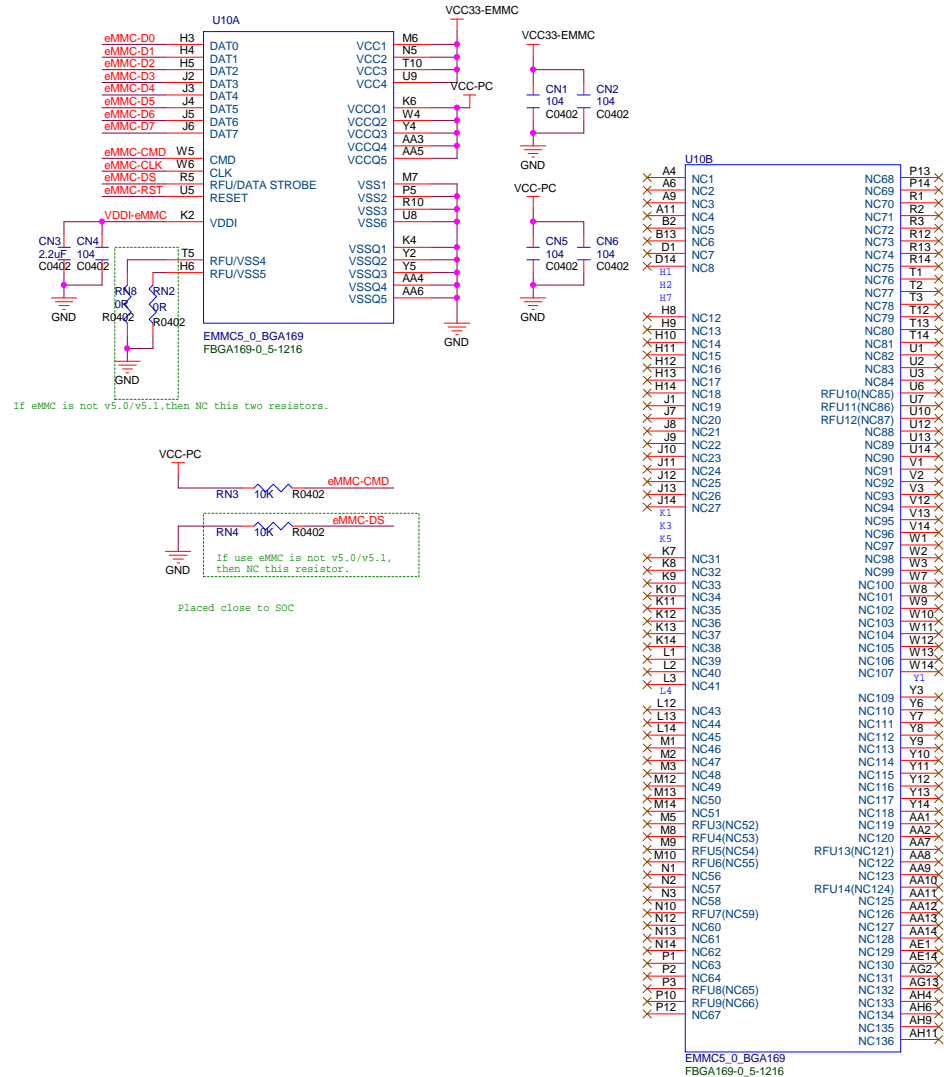 U10A
eMMC-D0 H3 DAT0
eMMC-D1 H4 DAT1
eMMC-D2 H5 DAT2
eMMC-D3 J2 DAT3
eMMC-D4 J3 DAT4
eMMC-D5 J4 DAT5
eMMC-D6 J5 DAT6
eMMC-D7 J6 DAT7
eMMC-CMD W5 CMD
eMMC-CLK W6 CLK
eMMC-DS R5 RFU/DATA STROBE
eMMC-RST U5 RESET
VDDI-eMMC K2 VDDI
T5 RFU/VSS4
H6 RFU/VSS5
VCC1 M6
VCC2 N5
VCC3 T10
VCC4 U9
VCCQ1 K6
VCCQ2 W4
VCCQ3 Y4
VCCQ4 AA3
VCCQ5 AA5
VSS1 M7
VSS2 P5
VSS3 R10
VSS6 U8
VSSQ1 K4
VSSQ2 Y2
VSSQ3 Y5
VSSQ4 AA4
VSSQ5 AA6
EMMC5_0_BGA169
FBGA169-0_5-1216
VCC33-EMMC
VCC-PC
GND
CN3
2.2uF
C0402
CN4
104
C0402
GND
RN8
0R
R0402
RN2
0R
R0402
GND
If eMMC is not v5.0/v5.1,then NC this two resistors.
VCC33-EMMC
CN1
104
C0402
CN2
104
C0402
GND
VCC-PC
CN5
104
C0402
CN6
104
C0402
GND
VCC-PC
RN3 10K R0402 eMMC-CMD
RN4 10K R0402 eMMC-DS
GND
If use eMMC is not v5.0/v5.1,
then NC this resistor.
Placed close to SOC
U10B
A4 NC1
A6 NC2
A9 NC3
A11 NC4
B2 NC5
B13 NC6
D1 NC7
D14 NC8
H1
H2
H7
H8 NC12
H9 NC13
H10 NC14
H11 NC15
H12 NC16
H13 NC17
H14 NC18
J1 NC19
J7 NC20
J8 NC21
J9 NC22
J10 NC23
J11 NC24
J12 NC25
J13 NC26
J14 NC27
K1
K3
K5
K7 NC31
K8 NC32
K9 NC33
K10 NC34
K11 NC35
K12 NC36
K13 NC37
K14 NC38
L1 NC39
L2 NC40
L3 NC41
L4
L12 NC43
L13 NC44
L14 NC45
M1 NC46
M2 NC47
M3 NC48
M12 NC49
M13 NC50
M14 NC51
M5 RFU3(NC52)
M8 RFU4(NC53)
M9 RFU5(NC54)
M10 RFU6(NC55)
N1 NC56
N2 NC57
N3 NC58
N10 RFU7(NC59)
N12 NC60
N13 NC61
N14 NC62
P1 NC63
P2 NC64
P3 RFU8(NC65)
P10 RFU9(NC66)
P12 NC67
NC68 P13
NC69 P14
NC70 R1
NC71 R2
NC72 R3
NC73 R12
NC74 R13
NC75 R14
NC76 T1
NC77 T2
NC78 T3
NC79 T12
NC80 T13
NC81 T14
NC82 U1
NC83 U2
NC84 U3
RFU10(NC85) U6
RFU11(NC86) U7
RFU12(NC87) U10
NC88 U12
NC89 U13
NC90 U14
NC91 V1
NC92 V2
NC93 V3
NC94 V12
NC95 V13
NC96 V14
NC97 W1
NC98 W2
NC99 W3
NC100 W7
NC101 W8
NC102 W9
NC103 W10
NC104 W11
NC105 W12
NC106 W13
NC107 W14
Y1
NC109 Y3
NC110 Y6
NC111 Y7
NC112 Y8
NC113 Y9
NC114 Y10
NC115 Y11
NC116 Y12
NC117 Y13
NC118 Y14
NC119 AA1
NC120 AA2
RFU13(NC121) AA7
NC122 AA8
NC123 AA9
RFU14(NC124) AA10
NC125 AA11
NC126 AA12
NC127 AA13
NC128 AA14
NC129 AE1
NC130 AE14
NC131 AG2
NC132 AG13
NC133 AH4
NC134 AH6
NC135 AH9
NC136 AH11
EMMC5_0_BGA169
FBGA169-0_5-1216